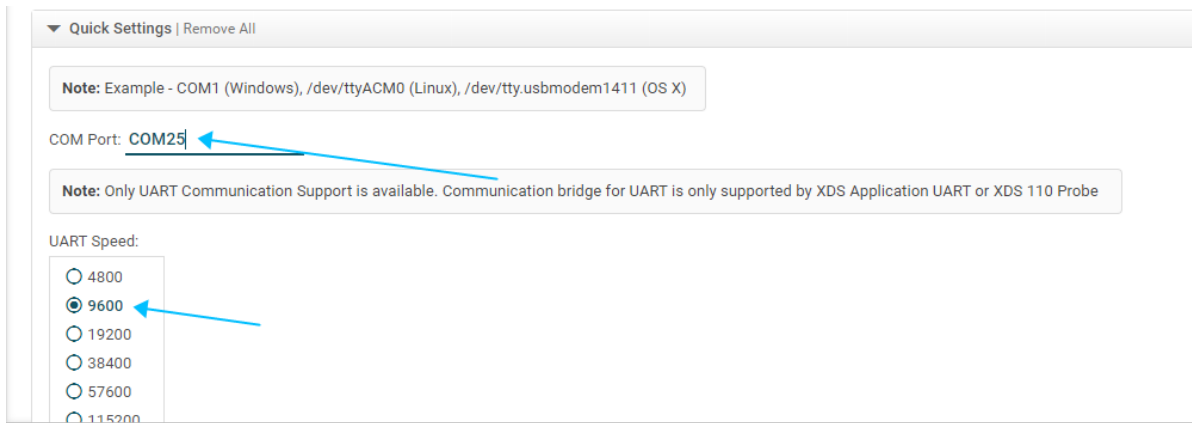 Quick Settings | Remove All
Note: Example - COM1 (Windows), /dev/ttyACM0 (Linux), /dev/tty.usbmodem1411 (OS X)
COM Port: COM25
Note: Only UART Communication Support is available. Communication bridge for UART is only supported by XDS Application UART or XDS 110 Probe
UART Speed:
4800
9600
19200
38400
57600
115200